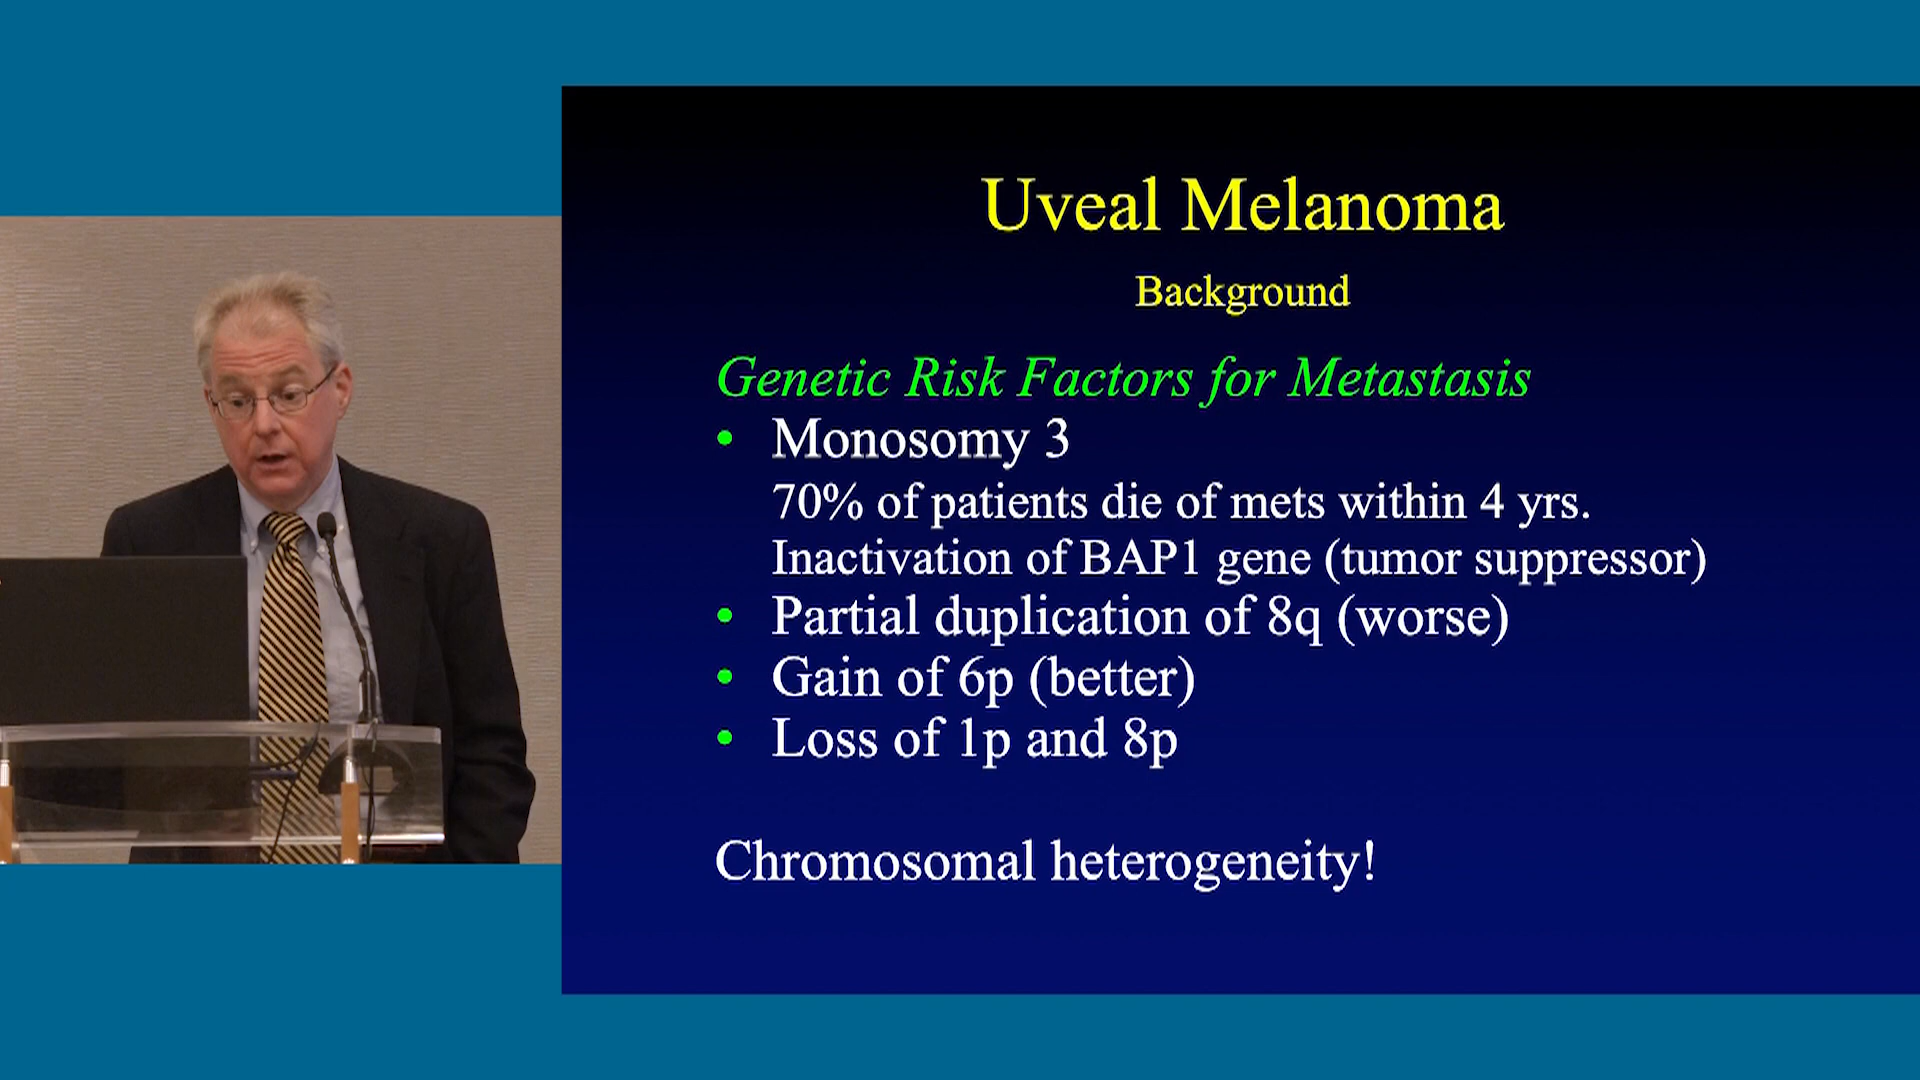 Uveal Melanoma
Background
Genetic Risk Factors for Metastasis
• Monosomy 3
70% of patients die of mets within 4 yrs.
Inactivation of BAP1 gene (tumor suppressor)
• Partial duplication of 8q (worse)
• Gain of 6p (better)
• Loss of 1p and 8p
Chromosomal heterogeneity!